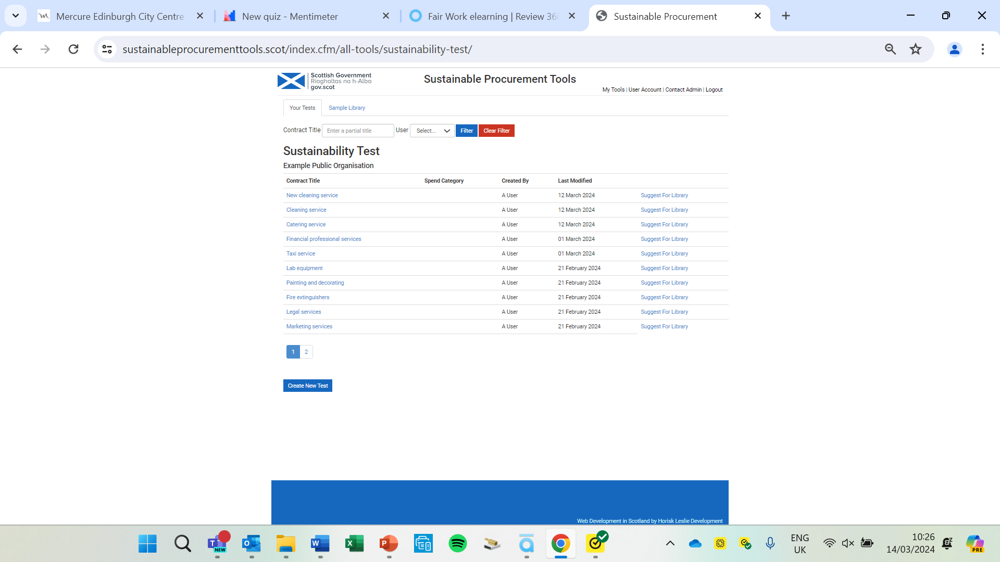 Mercure Edinburgh City Centre
New quiz - Mentimeter
Fair Work elearning | Review 36
Sustainable Procurement
sustainableprocurementtools.scot/index.cfm/all-tools/sustainability-test/
Scottish Government
Riaghaltas na h-Alba
gov.scot
Sustainable Procurement Tools
My Tools | User Account | Contact Admin | Logout
Your Tests Sample Library
Contract Title Enter a partial title User Select... Filter Clear Filter
Sustainability Test
Example Public Organisation
Contract Title Spend Category Created By Last Modified
New cleaning service A User 12 March 2024 Suggest For Library
Cleaning service A User 12 March 2024 Suggest For Library
Catering service A User 12 March 2024 Suggest For Library
Financial professional services A User 01 March 2024 Suggest For Library
Taxi service A User 01 March 2024 Suggest For Library
Lab equipment A User 21 February 2024 Suggest For Library
Painting and decorating A User 21 February 2024 Suggest For Library
Fire extinguishers A User 21 February 2024 Suggest For Library
Legal services A User 21 February 2024 Suggest For Library
Marketing services A User 21 February 2024 Suggest For Library
1 2
Create New Test
Web Development in Scotland by Horisk Leslie Development
T NEW O W X P
ENG
UK
10:26
14/03/2024
PRE